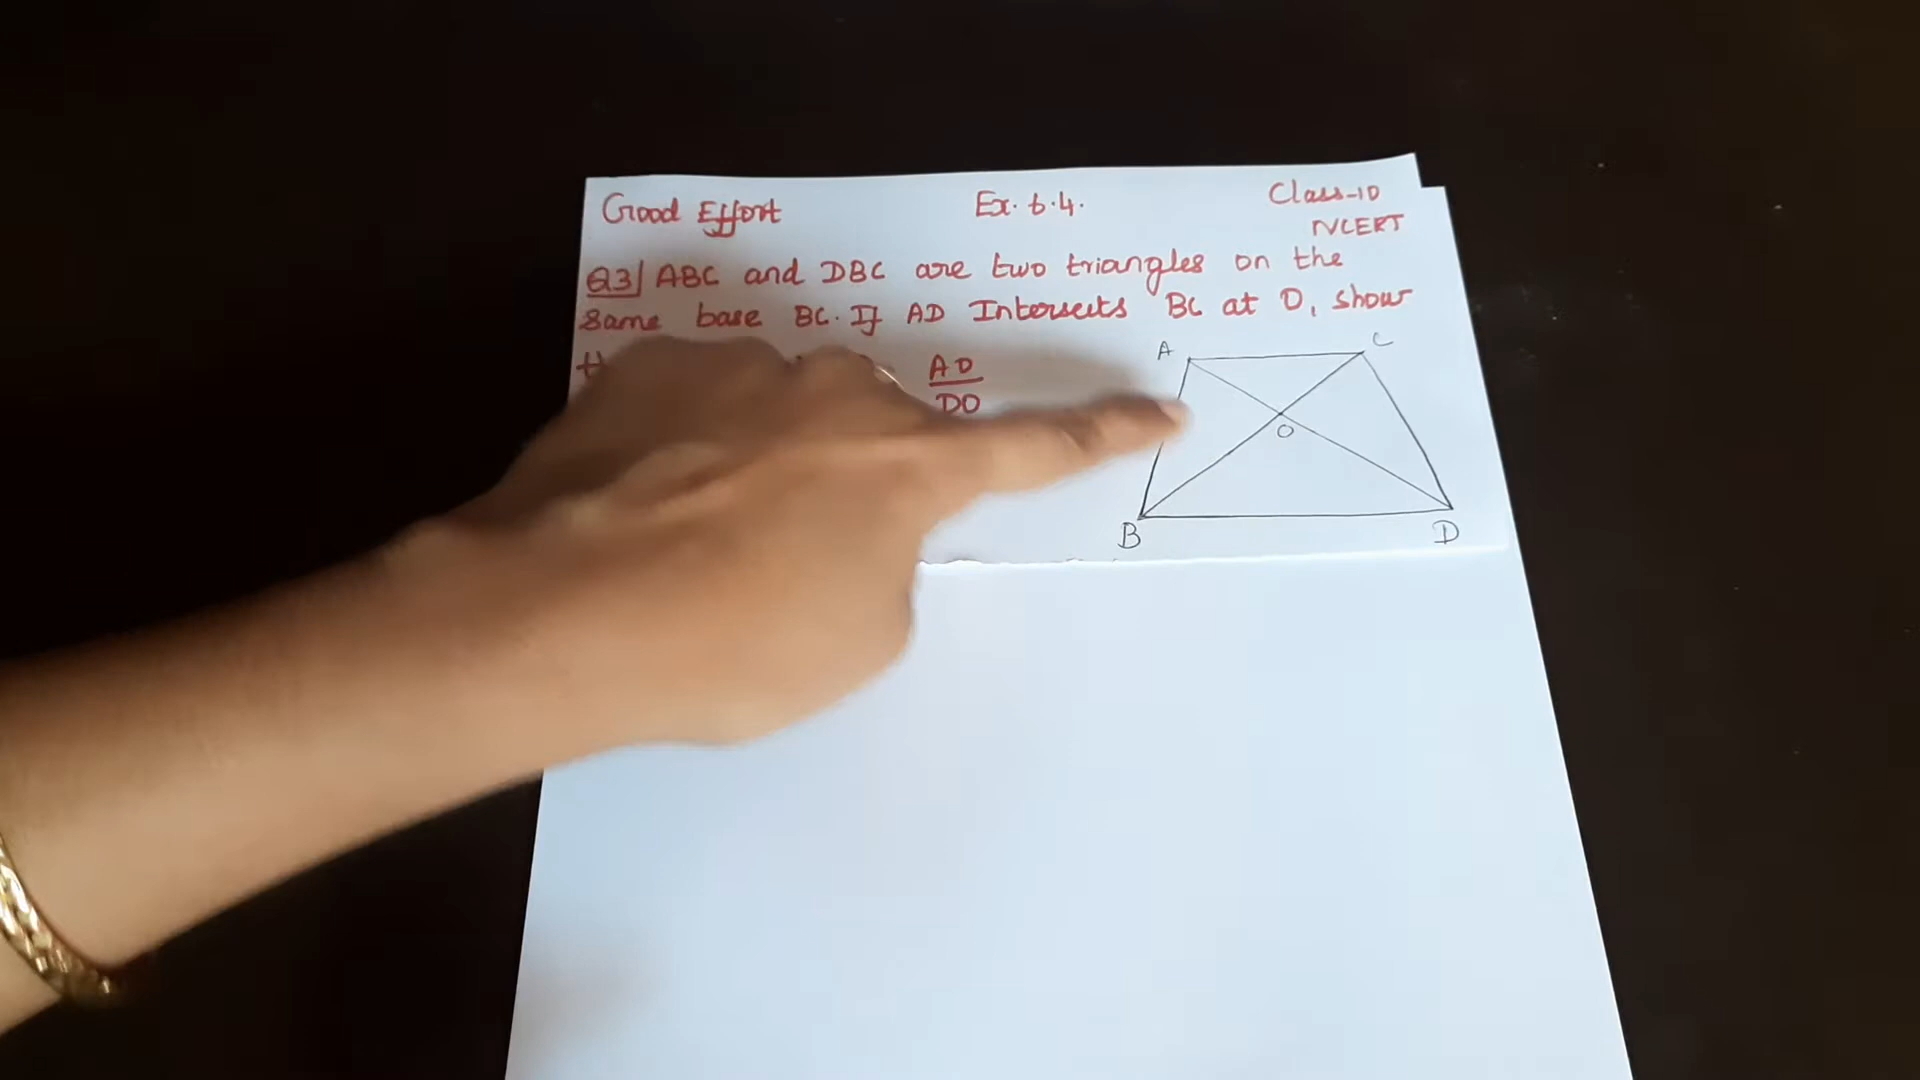 Good Effort Ex. 6.4. Class-10
NCERT
Q3| ABC and DBC are two triangles on the
same base BC. If AD Intersects BC at O, show
AO
DO
A C
O
B D